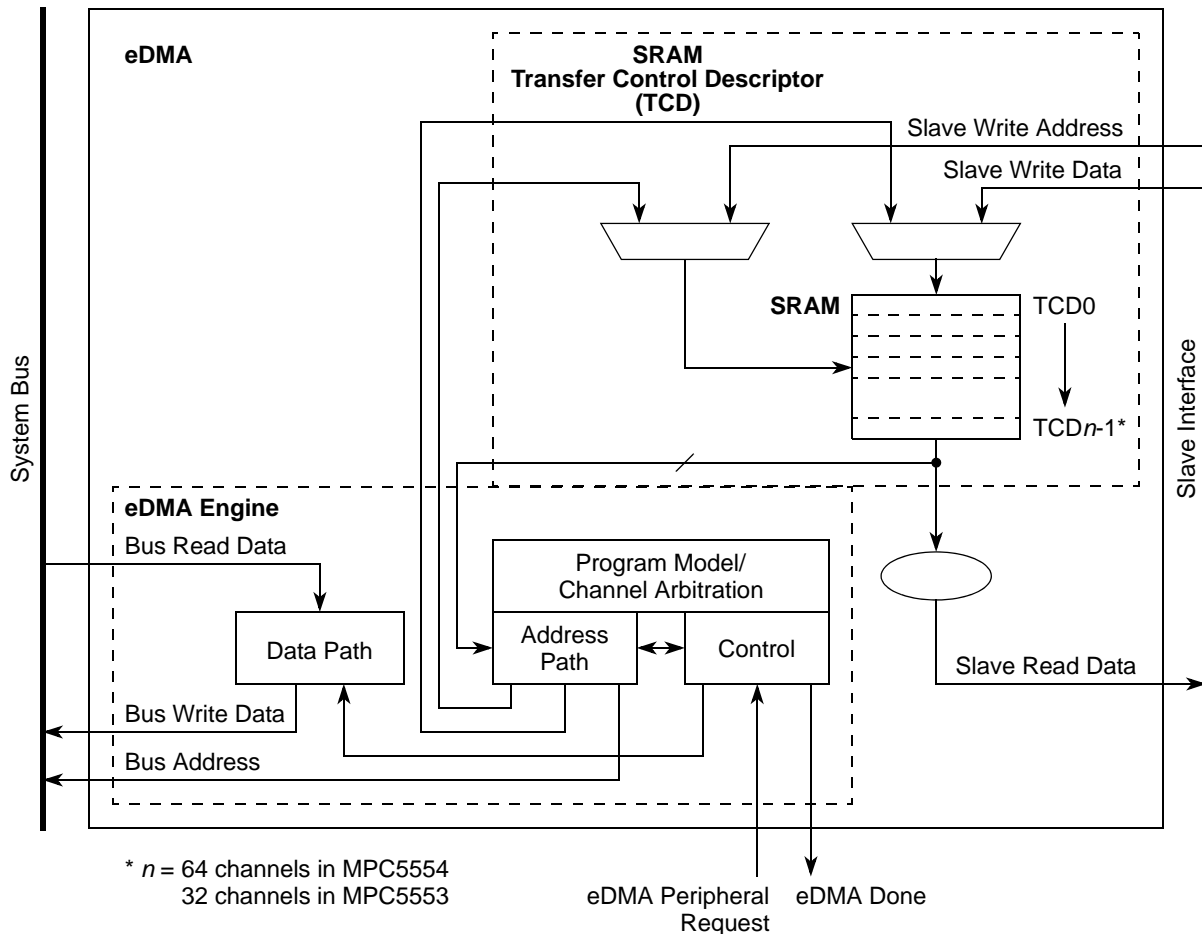 eDMA
SRAM
Transfer Control Descriptor
(TCD)
Slave Write Address
Slave Write Data
SRAM
TCD0
TCDn-1*
System Bus
Slave Interface
eDMA Engine
Bus Read Data
Program Model/
Channel Arbitration
Data Path
Address
Path
Control
Slave Read Data
Bus Write Data
Bus Address
* n = 64 channels in MPC5554
32 channels in MPC5553
eDMA Peripheral
Request
eDMA Done